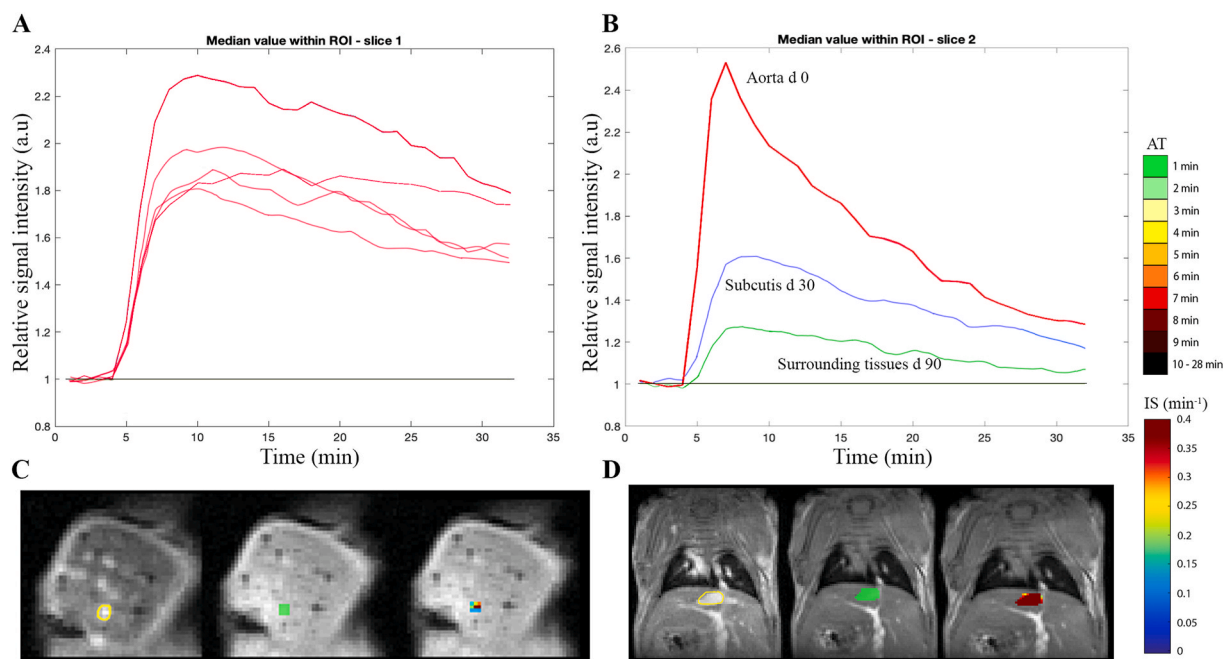 A
Median value within ROI - slice 1
Relative signal intensity (a.u)
2.4
2.2
2
1.8
1.6
1.4
1.2
1
0.8
0 5 10 15 20 25 30 35
Time (min)
B
Median value within ROI - slice 2
Relative signal intensity (a.u)
2.6
2.4
2.2
2
1.8
1.6
1.4
1.2
1
0.8
Aorta d 0
Subcutis d 30
Surrounding tissues d 90
0 5 10 15 20 25 30 35
Time (min)
AT
1 min
2 min
3 min
4 min
5 min
6 min
7 min
8 min
9 min
10 - 28 min
IS (min⁻¹)
0.4
0.35
0.3
0.25
0.2
0.15
0.1
0.05
0
C
D